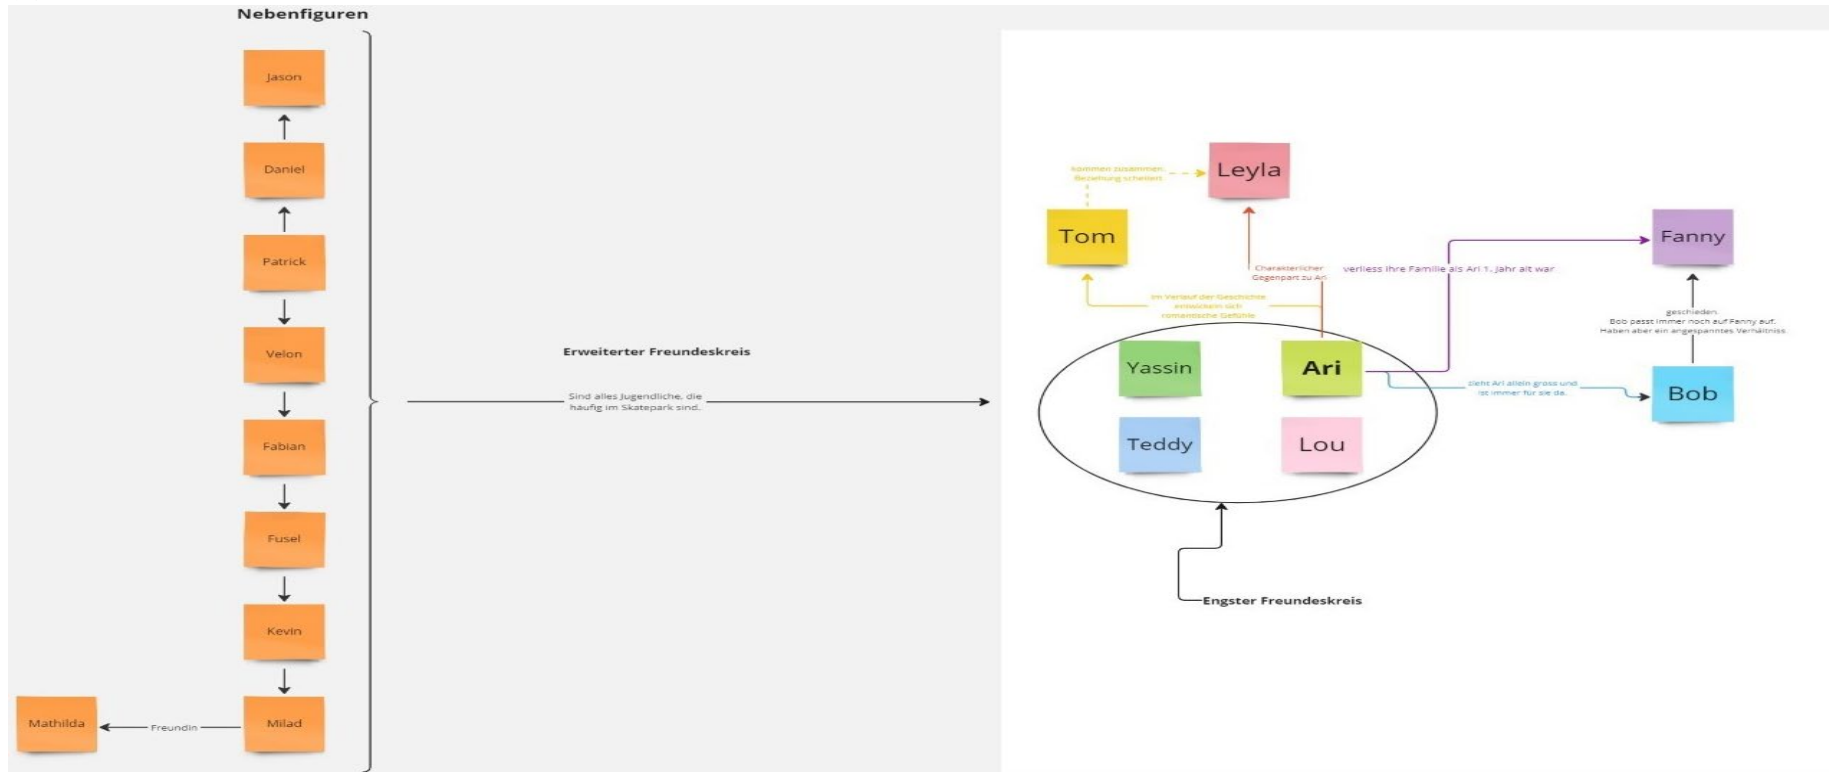 Nebenfiguren
Jason
Daniel
Patrick
Velon
Fabian
Fusel
Kevin
Milad
Freundin
Mathilda
Erweiterter Freundeskreis
Sind alles Jugendliche, die
häufig im Skatepark sind.
kommen zusammen,
Beziehung scheitert
Leyla
Tom
Charakterlicher
Gegenpart zu Ari
im Verlauf der Geschichte
entwickeln sich
romantische Gefühle
verliess ihre Familie als Ari 1. Jahr alt war
Fanny
geschieden.
Bob passt immer noch auf Fanny auf.
Haben aber ein angespanntes Verhältniss.
Yassin
Ari
zieht Ari allein gross und
ist immer für sie da.
Bob
Teddy
Lou
Engster Freundeskreis